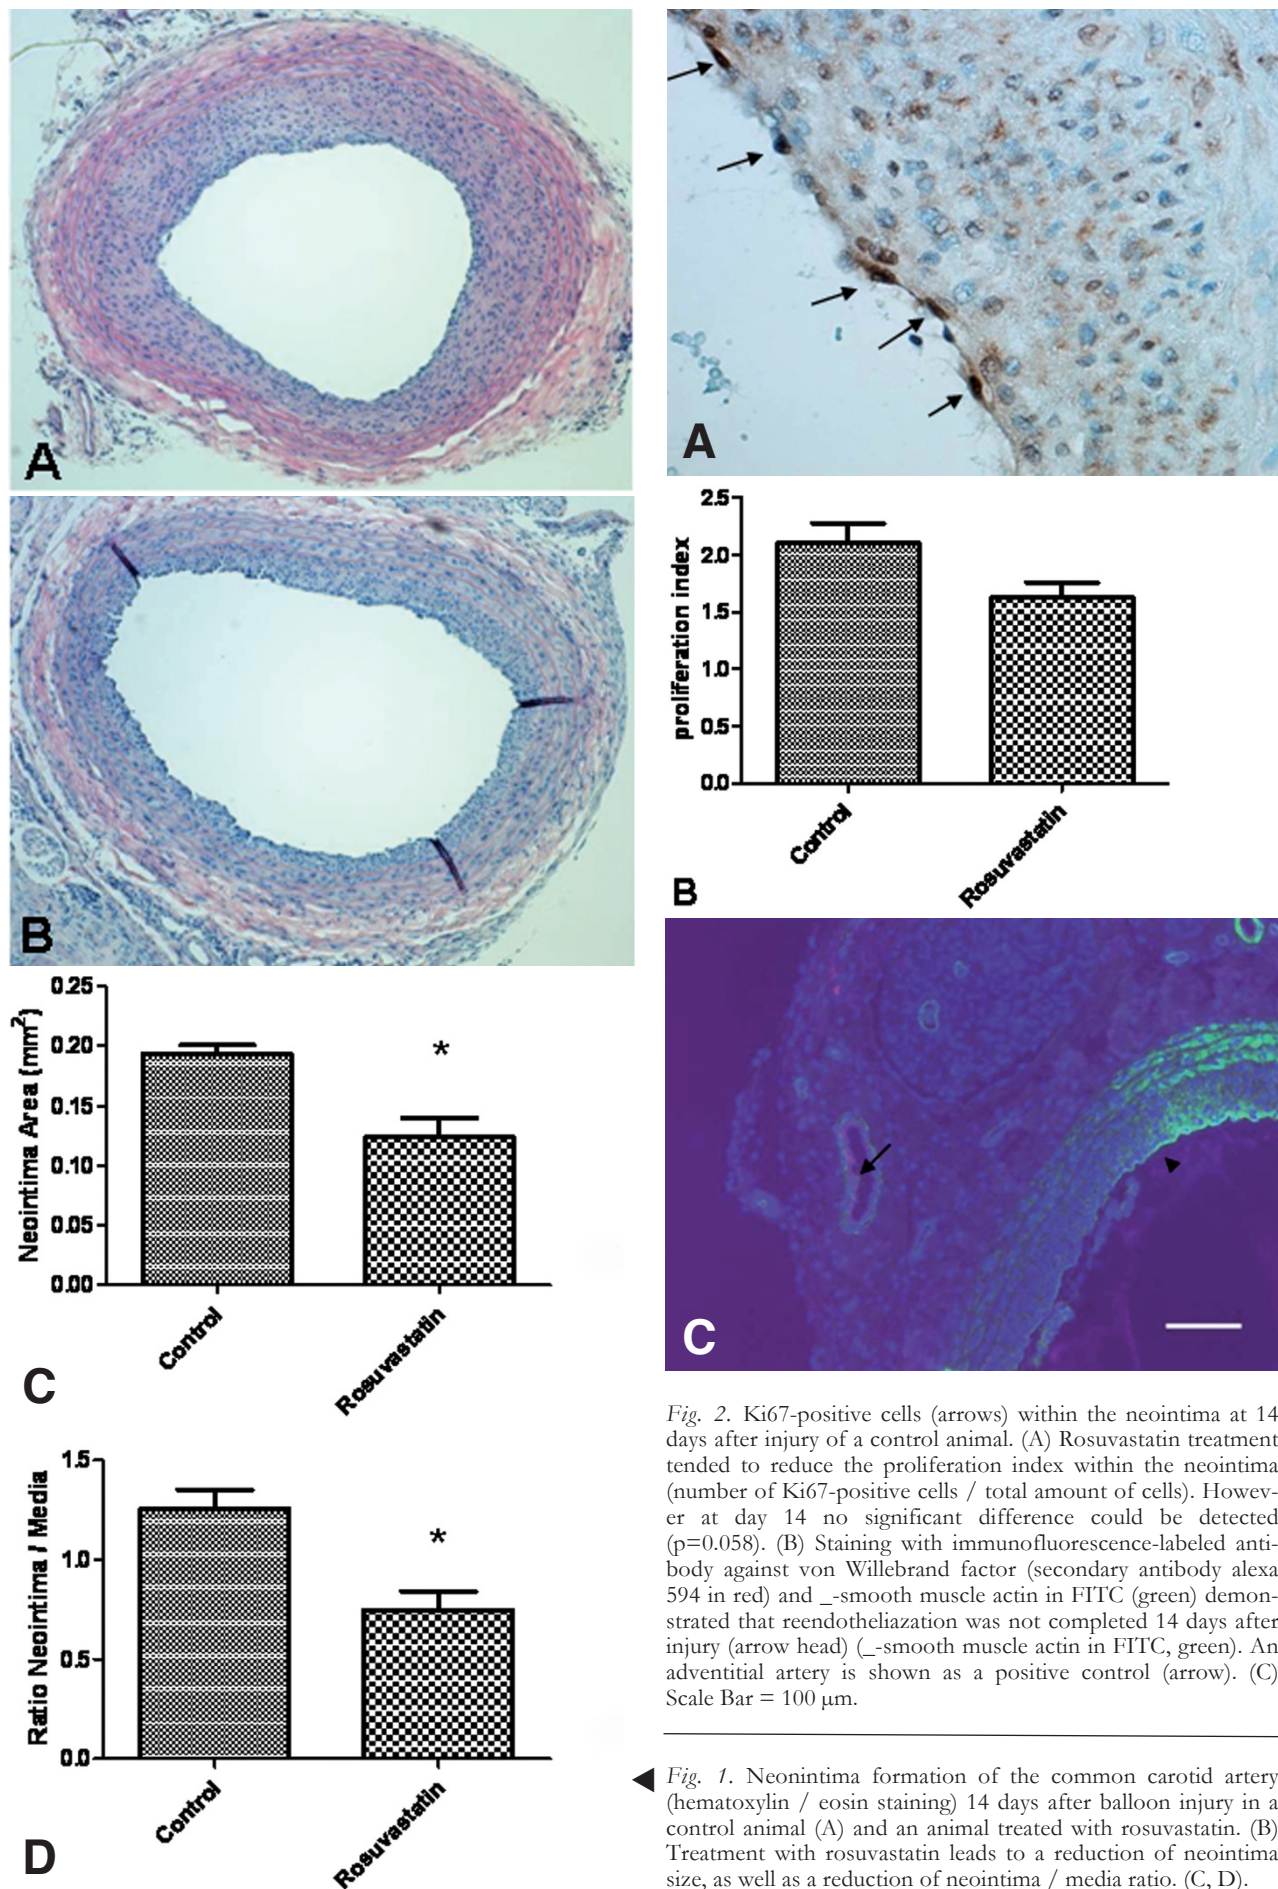 A
B
0.25
0.20
0.15
0.10
0.05
0.00
Neointima Area (mm²)
*
Control
Rosuvastatin
C
1.5
1.0
0.5
0.0
Ratio Neointima / Media
*
Control
Rosuvastatin
D
A
2.5
2.0
1.5
1.0
0.5
0.0
proliferation index
Control
Rosuvastatin
B
C
Fig. 2. Ki67-positive cells (arrows) within the neointima at 14
days after injury of a control animal. (A) Rosuvastatin treatment
tended to reduce the proliferation index within the neointima
(number of Ki67-positive cells / total amount of cells). Howev-
er at day 14 no significant difference could be detected
(p=0.058). (B) Staining with immunofluorescence-labeled anti-
body against von Willebrand factor (secondary antibody alexa
594 in red) and _-smooth muscle actin in FITC (green) demon-
strated that reendotheliazation was not completed 14 days after
injury (arrow head) (_-smooth muscle actin in FITC, green). An
adventitial artery is shown as a positive control (arrow). (C)
Scale Bar = 100 µm.
Fig. 1. Neonintima formation of the common carotid artery
(hematoxylin / eosin staining) 14 days after balloon injury in a
control animal (A) and an animal treated with rosuvastatin. (B)
Treatment with rosuvastatin leads to a reduction of neointima
size, as well as a reduction of neointima / media ratio. (C, D).